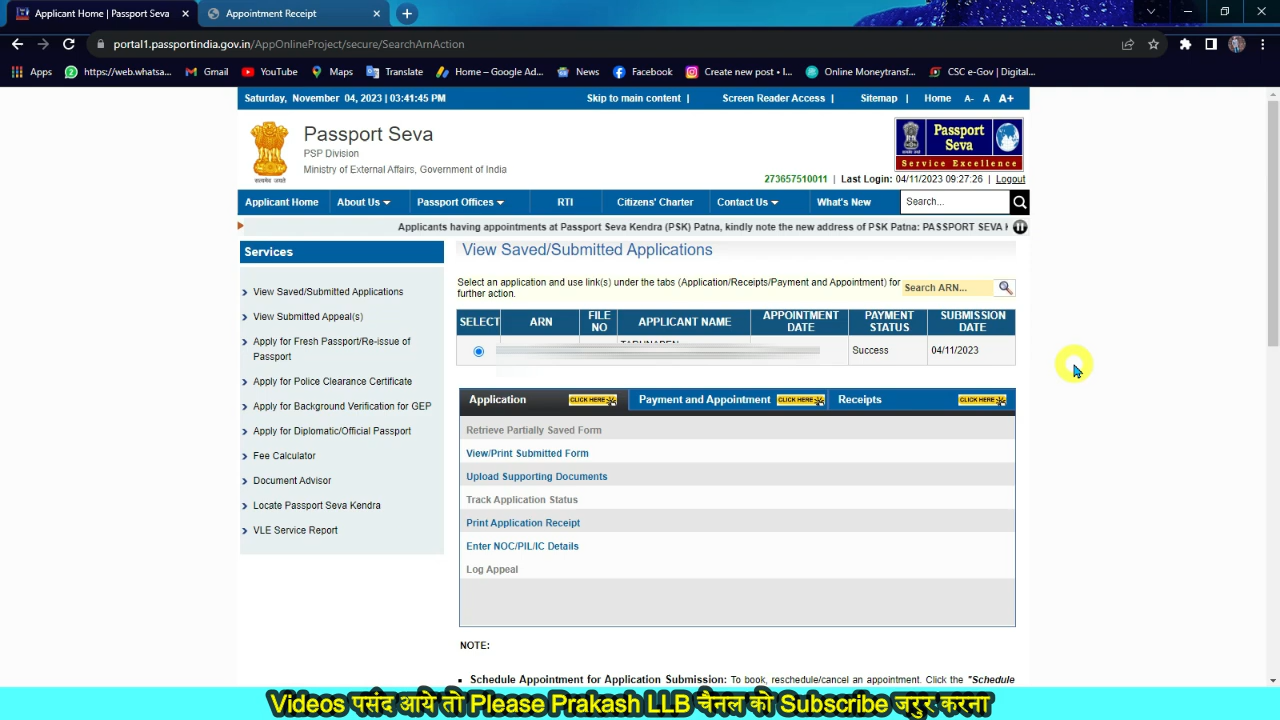 Applicant Home | Passport Seva
Appointment Receipt
portal1.passportindia.gov.in/AppOnlineProject/secure/SearchArnAction
Apps https://web.whatsa... Gmail YouTube Maps Translate Home – Google Ad... News Facebook Create new post • I... Online Moneytransf... CSC e-Gov | Digital...
Saturday, November 04, 2023 | 03:41:45 PM Skip to main content | Screen Reader Access | Sitemap | Home A- A A+
Passport Seva
PSP Division
Ministry of External Affairs, Government of India
Passport Seva
Service Excellence
273657510011 | Last Login: 04/11/2023 09:27:26 | Logout
Applicant Home About Us Passport Offices RTI Citizens' Charter Contact Us What's New Search...
Applicants having appointments at Passport Seva Kendra (PSK) Patna, kindly note the new address of PSK Patna: PASSPORT SEVA
Services
View Saved/Submitted Applications
View Submitted Appeal(s)
Apply for Fresh Passport/Re-issue of
Passport
Apply for Police Clearance Certificate
Apply for Background Verification for GEP
Apply for Diplomatic/Official Passport
Fee Calculator
Document Advisor
Locate Passport Seva Kendra
VLE Service Report
View Saved/Submitted Applications
Select an application and use link(s) under the tabs (Application/Receipts/Payment and Appointment) for
further action.
Search ARN...
SELECT ARN FILE NO APPLICANT NAME APPOINTMENT DATE PAYMENT STATUS SUBMISSION DATE
Success 04/11/2023
Application CLICK HERE Payment and Appointment CLICK HERE Receipts CLICK HERE
Retrieve Partially Saved Form
View/Print Submitted Form
Upload Supporting Documents
Track Application Status
Print Application Receipt
Enter NOC/PIL/IC Details
Log Appeal
NOTE:
Schedule Appointment for Application Submission: To book, reschedule/cancel an appointment. Click the "Schedule
Videos पसंद आये तो Please Prakash LLB चैनल को Subscribe जरुर करना